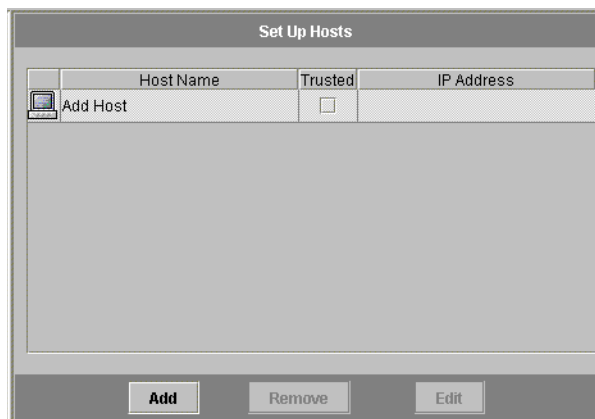 Set Up Hosts
Host Name Trusted IP Address
Add Host
Add Remove Edit